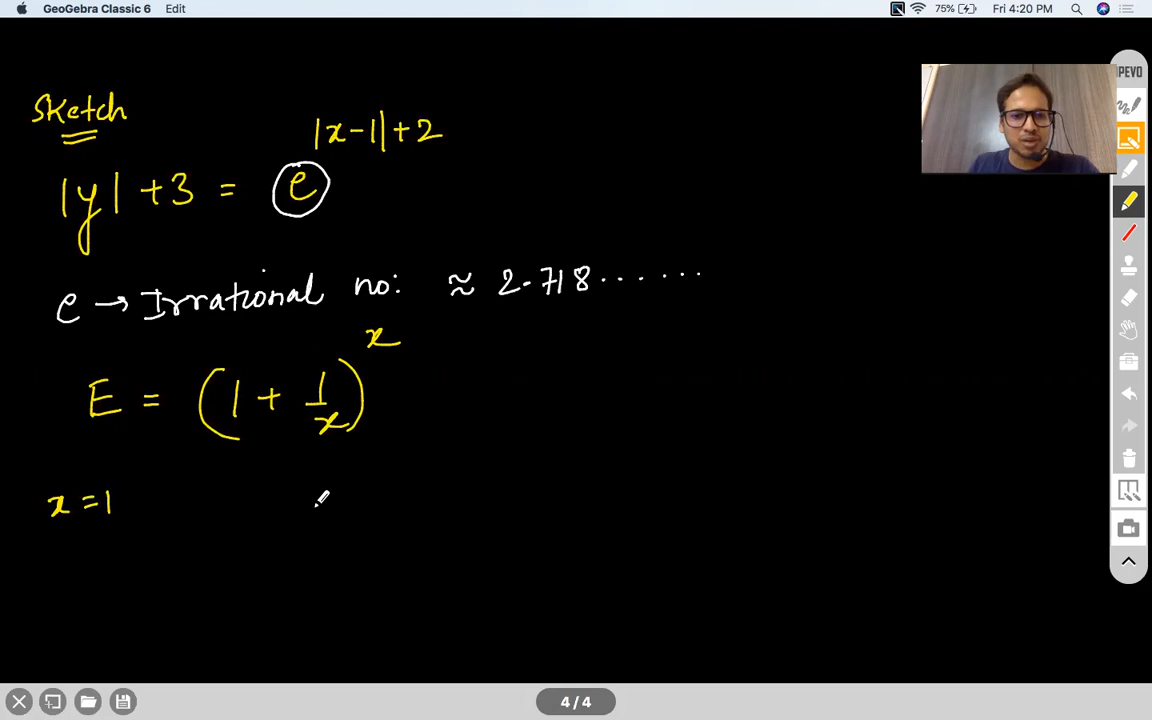 GeoGebra Classic 6 Edit 75% Fri 4:20 PM
IPEVO
Sketch
|y| + 3 = e^{|x-1|+2}
e → Irrational no: ≈ 2.718......
E = (1 + 1/x)^x
x = 1
4 / 4